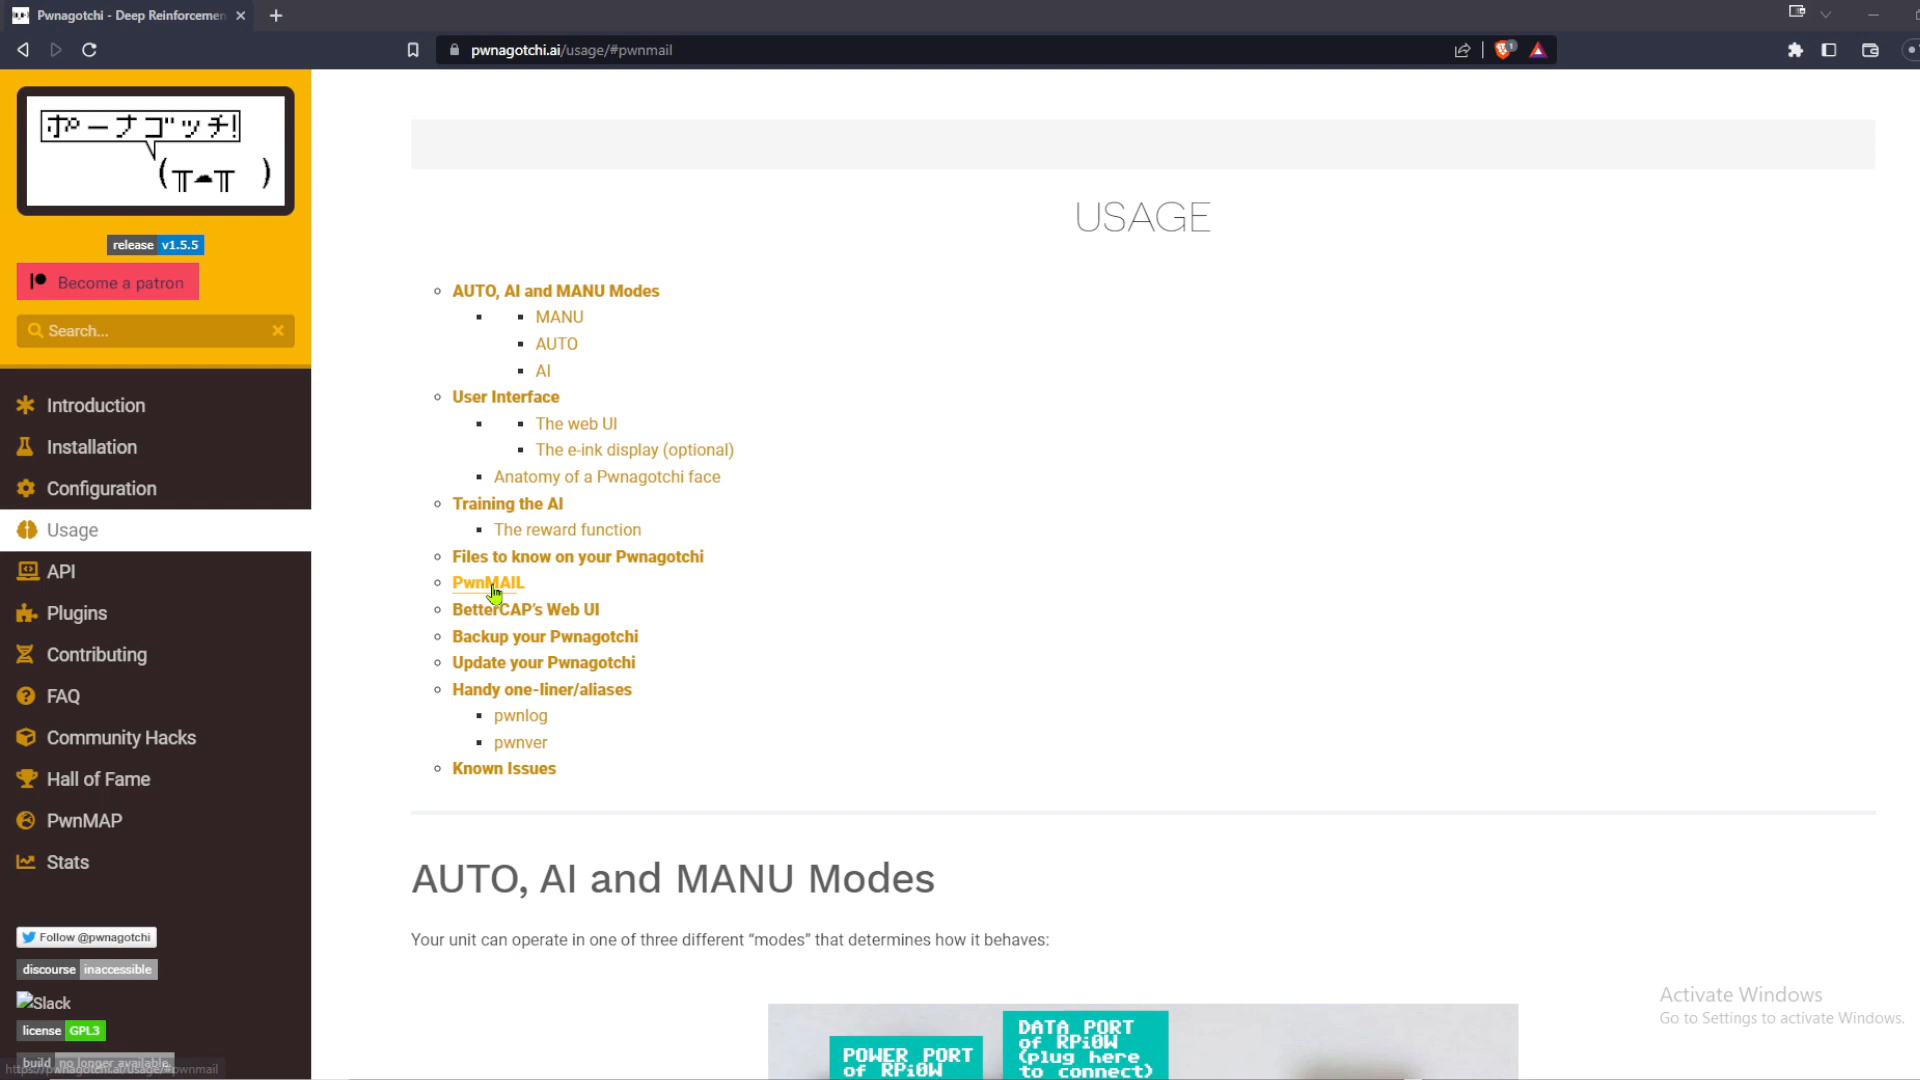 Pwnagotchi - Deep Reinforcemen
pwnagotchi.ai/usage/#pwnmail
ポーナゴッチ!
(╥☁╥ )
release v1.5.5
Become a patron
Search...
Introduction
Installation
Configuration
Usage
API
Plugins
Contributing
FAQ
Community Hacks
Hall of Fame
PwnMAP
Stats
Follow @pwnagotchi
discourse inaccessible
Slack
license GPL3
build no longer available
https://pwnagotchi.ai/usage/#pwnmail
USAGE
AUTO, AI and MANU Modes
MANU
AUTO
AI
User Interface
The web UI
The e-ink display (optional)
Anatomy of a Pwnagotchi face
Training the AI
The reward function
Files to know on your Pwnagotchi
PwnMAIL
BetterCAP's Web UI
Backup your Pwnagotchi
Update your Pwnagotchi
Handy one-liner/aliases
pwnlog
pwnver
Known Issues
AUTO, AI and MANU Modes
Your unit can operate in one of three different “modes” that determines how it behaves:
POWER PORT
of RPi0W
DATA PORT
of RPi0W
(plug here
to connect)
Activate Windows
Go to Settings to activate Windows.